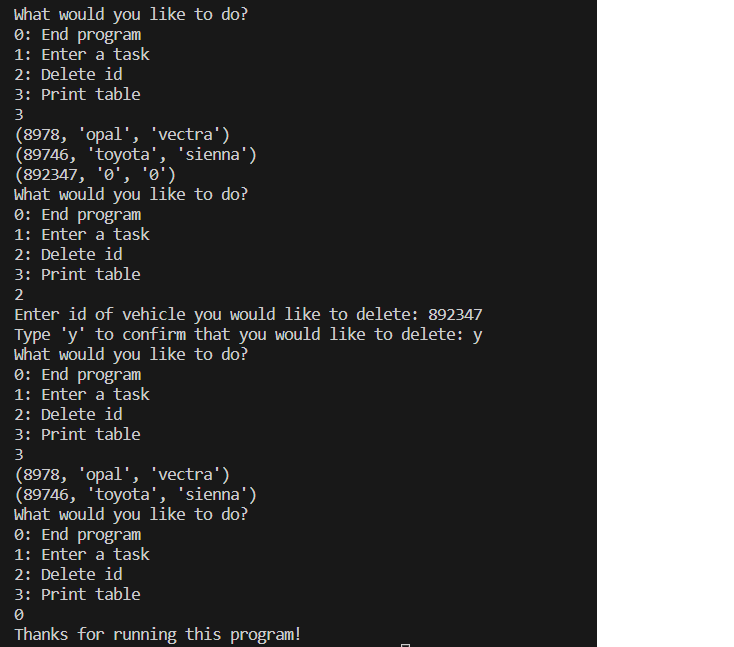 What would you like to do?
0: End program
1: Enter a task
2: Delete id
3: Print table
3
(8978, 'opal', 'vectra')
(89746, 'toyota', 'sienna')
(892347, '0', '0')
What would you like to do?
0: End program
1: Enter a task
2: Delete id
3: Print table
2
Enter id of vehicle you would like to delete: 892347
Type 'y' to confirm that you would like to delete: y
What would you like to do?
0: End program
1: Enter a task
2: Delete id
3: Print table
3
(8978, 'opal', 'vectra')
(89746, 'toyota', 'sienna')
What would you like to do?
0: End program
1: Enter a task
2: Delete id
3: Print table
0
Thanks for running this program!